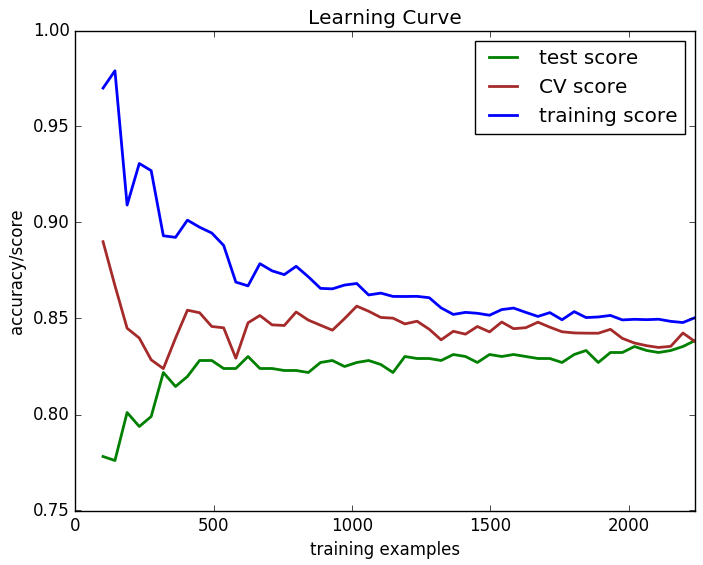 Learning Curve
test score
CV score
training score
accuracy/score
1.00
0.95
0.90
0.85
0.80
0.75
0
500
1000
1500
2000
training examples